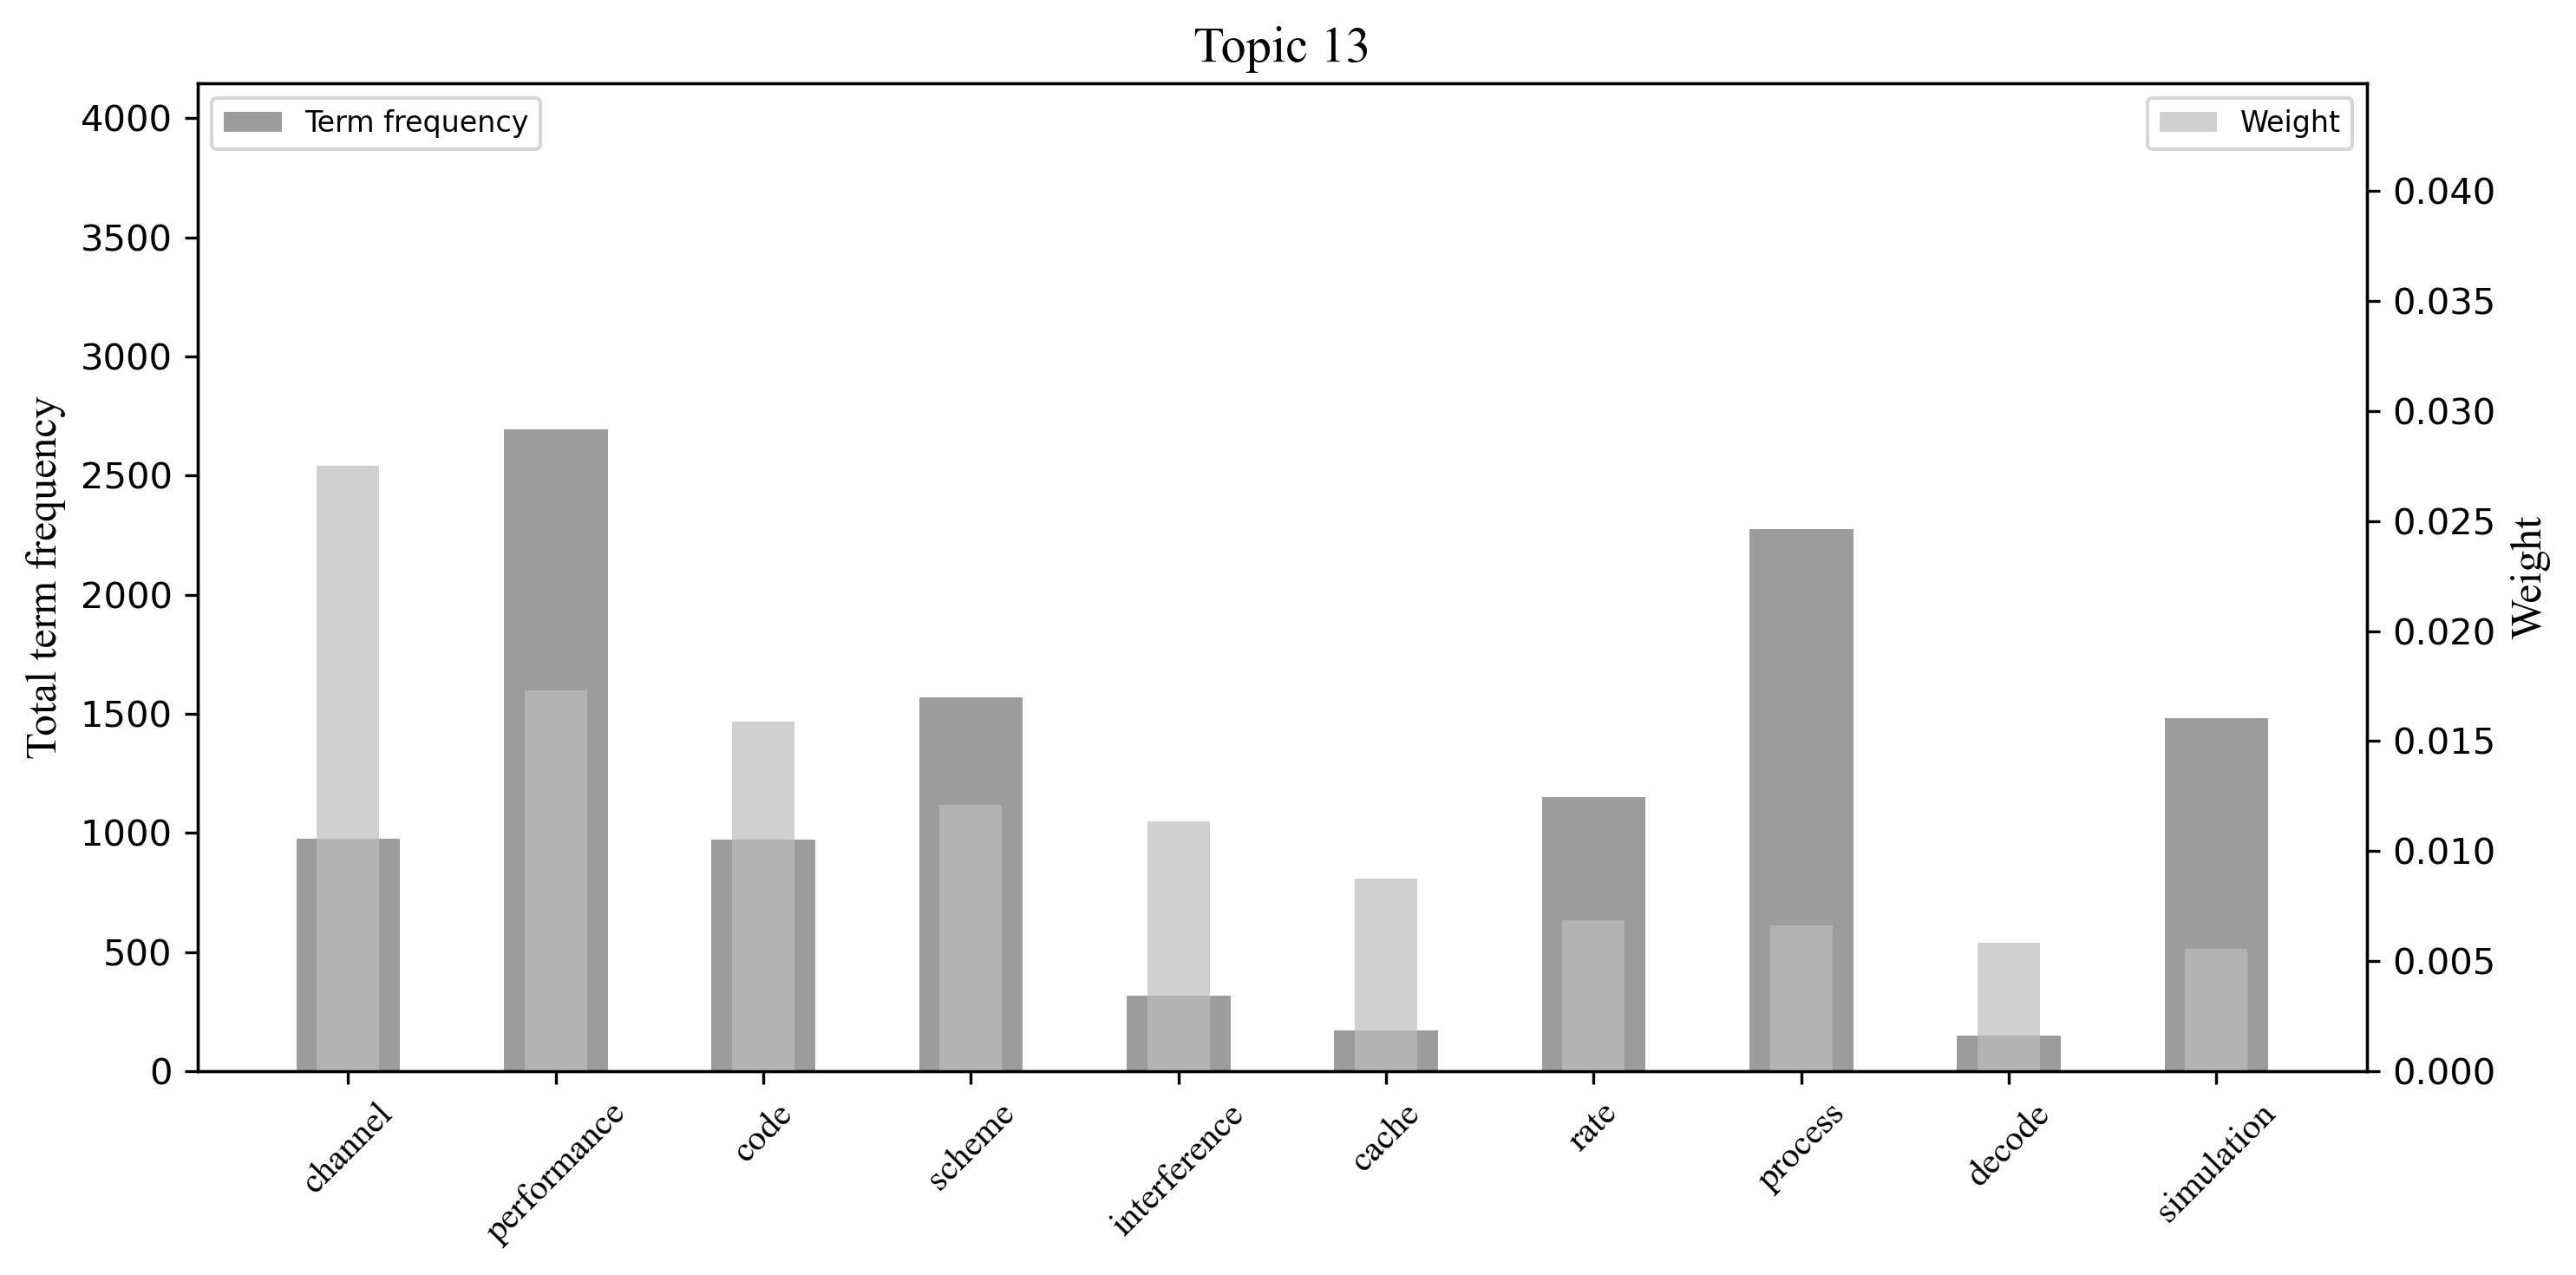 Topic 13
Term frequency
Weight
4000
3500
3000
2500
2000
1500
1000
500
0
Total term frequency
0.040
0.035
0.030
0.025
0.020
0.015
0.010
0.005
0.000
Weight
channel
performance
code
scheme
interference
cache
rate
process
decode
simulation